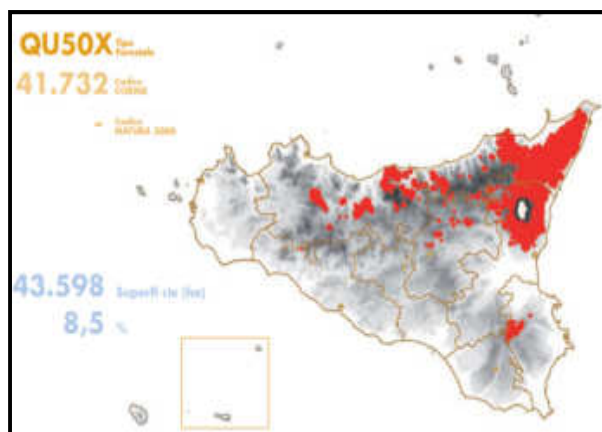 QU50X Tipo Forestale
41.732 Codice CORINE
- Codice NATURA 2000
43.598 Superficie (ha)
8,5 %